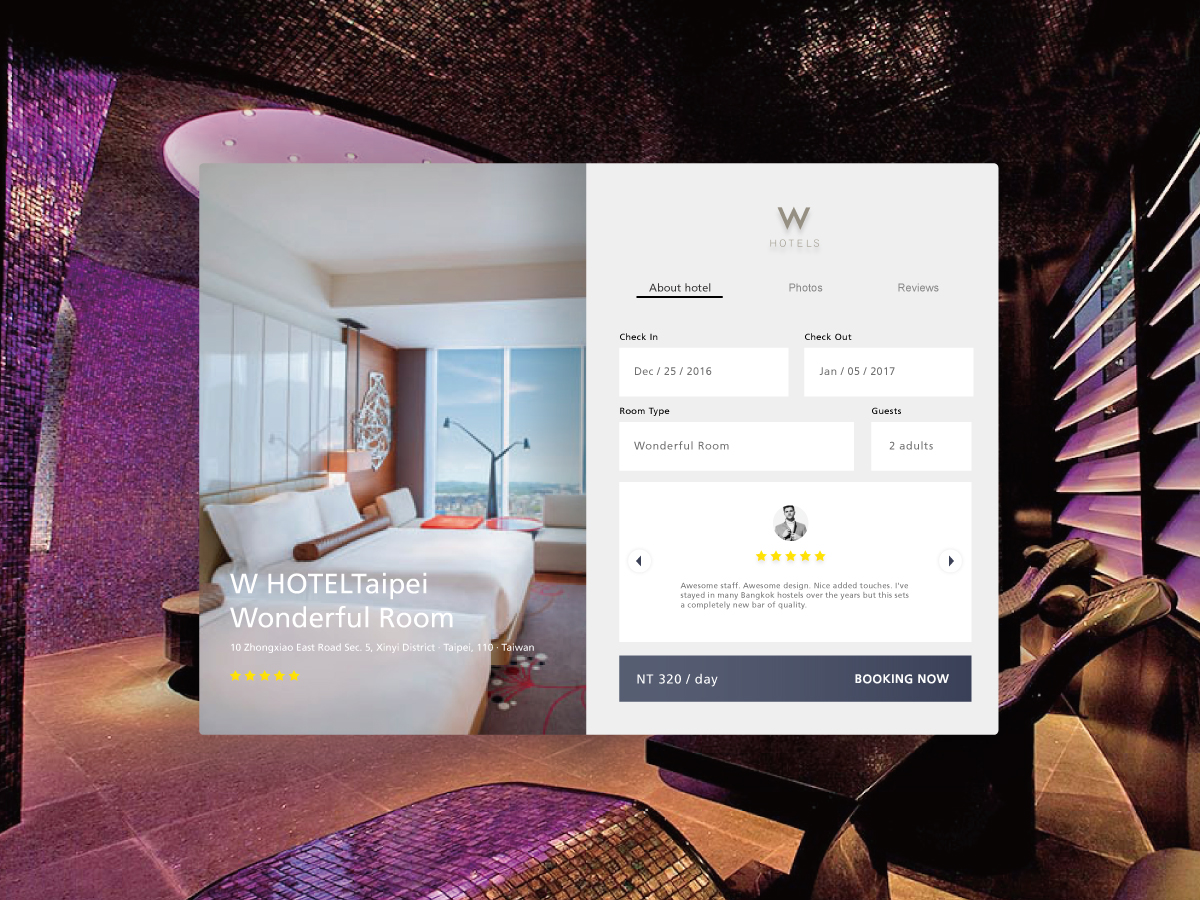 W
HOTELS
About hotel
Photos
Reviews
Check In
Check Out
Dec / 25 / 2016
Jan / 05 / 2017
Room Type
Guests
Wonderful Room
2 adults
Awesome staff. Awesome design. Nice added touches. I've
stayed in many Bangkok hostels over the years but this sets
a completely new bar of quality.
NT 320 / day
BOOKING NOW
W HOTELTaipei
Wonderful Room
10 Zhongxiao East Road Sec. 5, Xinyi District · Taipei, 110 · Taiwan